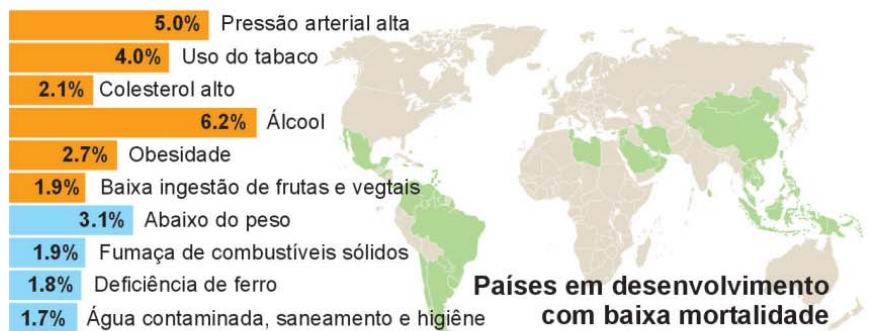 5.0% Pressão arterial alta
4.0% Uso do tabaco
2.1% Colesterol alto
6.2% Álcool
2.7% Obesidade
1.9% Baixa ingestão de frutas e vegtais
3.1% Abaixo do peso
1.9% Fumaça de combustíveis sólidos
1.8% Deficiência de ferro
1.7% Água contaminada, saneamento e higiêne
Países em desenvolvimento
com baixa mortalidade